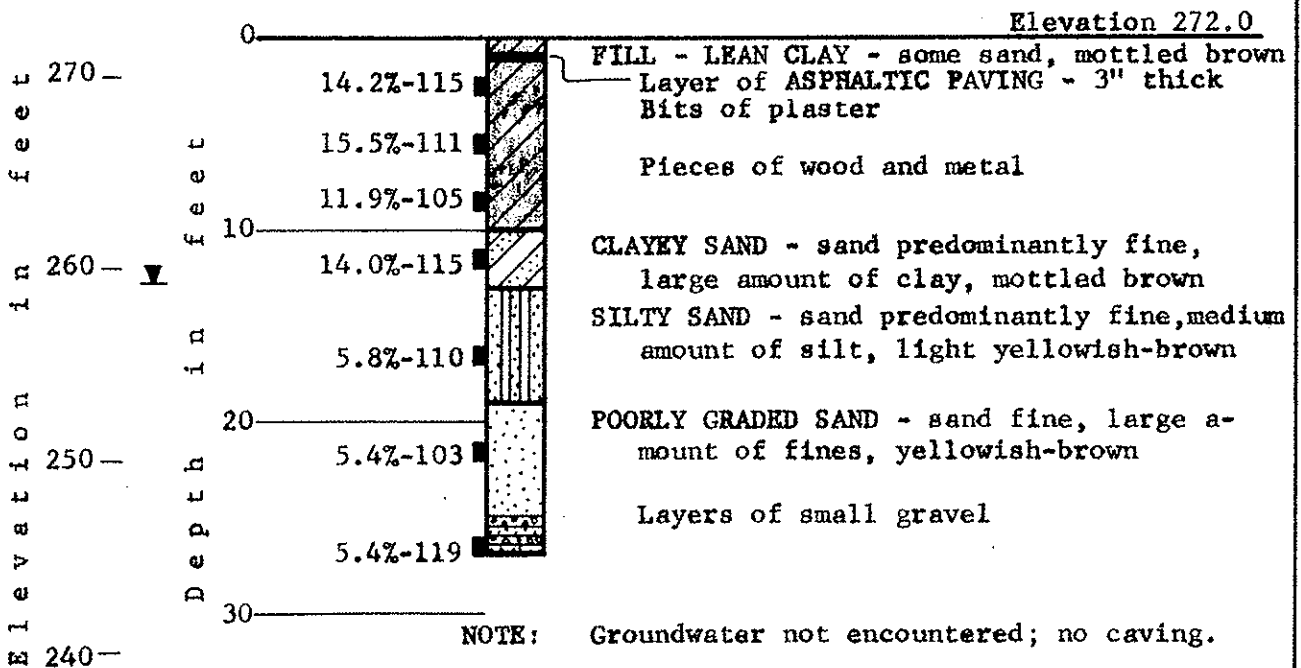 Elevation 272.0
0
FILL - LEAN CLAY - some sand, mottled brown
270
14.2%-115
Layer of ASPHALTIC PAVING - 3" thick
Bits of plaster
15.5%-111
Pieces of wood and metal
11.9%-105
10
CLAYEY SAND - sand predominantly fine,
260
14.0%-115
large amount of clay, mottled brown
SILTY SAND - sand predominantly fine,medium
5.8%-110
amount of silt, light yellowish-brown
20
POORLY GRADED SAND - sand fine, large a-
250
5.4%-103
mount of fines, yellowish-brown
Layers of small gravel
5.4%-119
30
NOTE: Groundwater not encountered; no caving.
240
Elevation in feet
Depth in feet